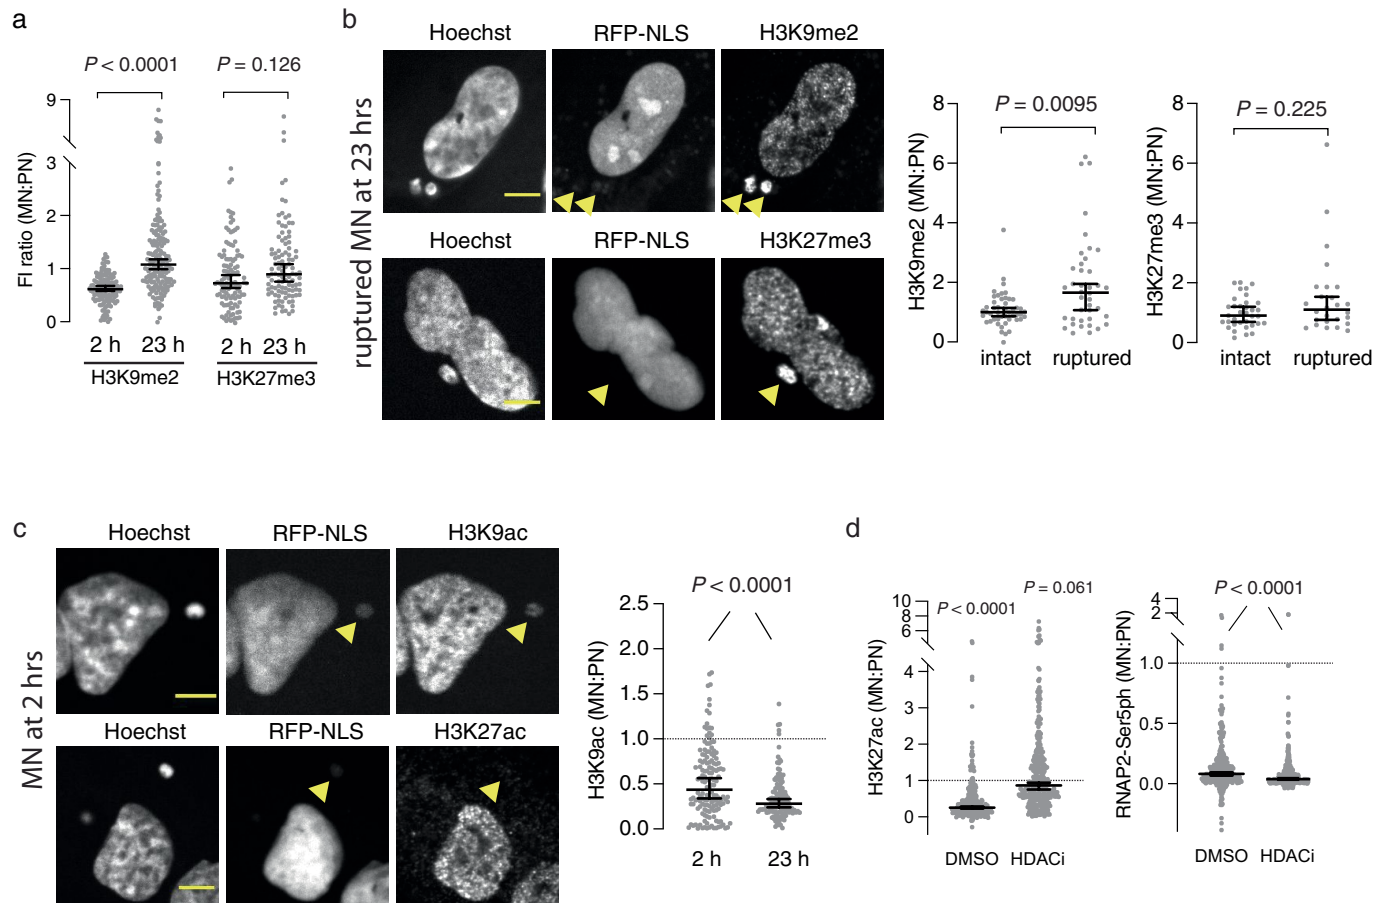 a
P < 0.0001 P = 0.126
FI ratio (MN:PN)
9
3
2
1
0
2 h 23 h 2 h 23 h
H3K9me2 H3K27me3
b
Hoechst RFP-NLS H3K9me2
ruptured MN at 23 hrs
Hoechst RFP-NLS H3K27me3
P = 0.0095
H3K9me2 (MN:PN)
8
6
4
2
0
intact ruptured
P = 0.225
H3K27me3 (MN:PN)
8
6
4
2
0
intact ruptured
c
Hoechst RFP-NLS H3K9ac
MN at 2 hrs
Hoechst RFP-NLS H3K27ac
P < 0.0001
H3K9ac (MN:PN)
2.5
2.0
1.5
1.0
0.5
0.0
2 h 23 h
d
P = 0.061
P < 0.0001
H3K27ac (MN:PN)
10
8
6
4
3
2
1
0
DMSO HDACi
P < 0.0001
RNAP2-Ser5ph (MN:PN)
4
2
1.0
0.5
0.0
DMSO HDACi